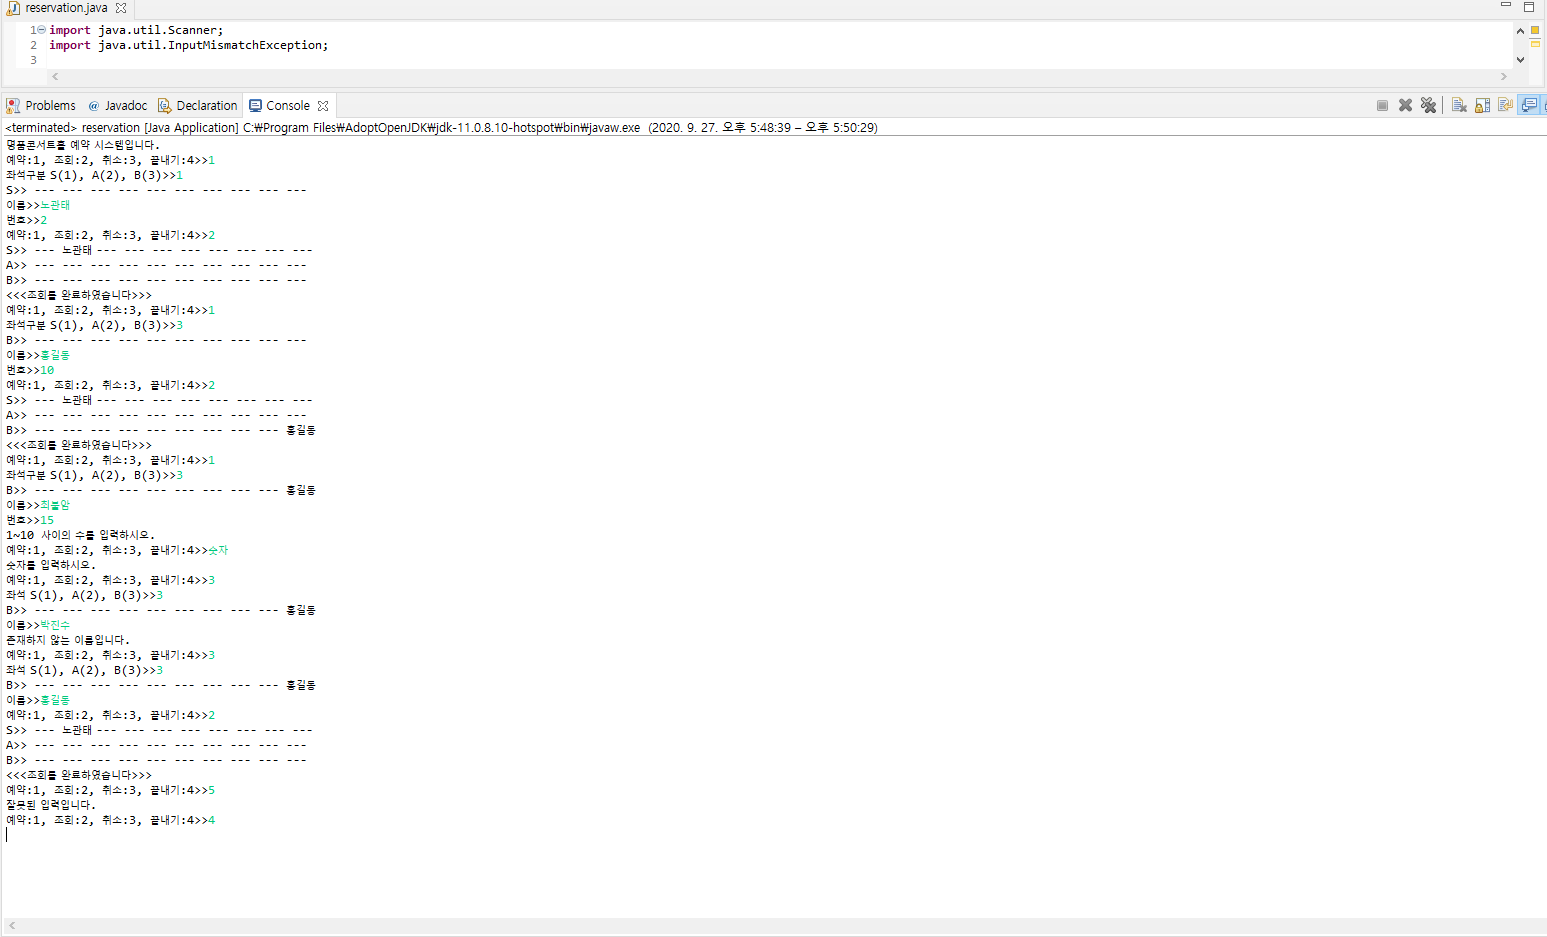 reservation.java
1 import java.util.Scanner;
2 import java.util.InputMismatchException;
3
Problems @ Javadoc Declaration Console
<terminated> reservation [Java Application] C:₩Program Files₩AdoptOpenJDK₩jdk-11.0.8.10-hotspot₩bin₩javaw.exe (2020. 9. 27. 오후 5:48:39 – 오후 5:50:29)
명품콘서트홀 예약 시스템입니다.
예약:1, 조회:2, 취소:3, 끝내기:4>>1
좌석구분 S(1), A(2), B(3)>>1
S>> --- --- --- --- --- --- --- --- --- ---
이름>>노관태
번호>>2
예약:1, 조회:2, 취소:3, 끝내기:4>>2
S>> --- 노관태 --- --- --- --- --- --- --- ---
A>> --- --- --- --- --- --- --- --- --- ---
B>> --- --- --- --- --- --- --- --- --- ---
<<<조회를 완료하였습니다>>>
예약:1, 조회:2, 취소:3, 끝내기:4>>1
좌석구분 S(1), A(2), B(3)>>3
B>> --- --- --- --- --- --- --- --- --- ---
이름>>홍길동
번호>>10
예약:1, 조회:2, 취소:3, 끝내기:4>>2
S>> --- 노관태 --- --- --- --- --- --- --- ---
A>> --- --- --- --- --- --- --- --- --- ---
B>> --- --- --- --- --- --- --- --- --- 홍길동
<<<조회를 완료하였습니다>>>
예약:1, 조회:2, 취소:3, 끝내기:4>>1
좌석구분 S(1), A(2), B(3)>>3
B>> --- --- --- --- --- --- --- --- --- 홍길동
이름>>최불암
번호>>15
1~10 사이의 수를 입력하시오.
예약:1, 조회:2, 취소:3, 끝내기:4>>숫자
숫자를 입력하시오.
예약:1, 조회:2, 취소:3, 끝내기:4>>3
좌석 S(1), A(2), B(3)>>3
B>> --- --- --- --- --- --- --- --- --- 홍길동
이름>>박진수
존재하지 않는 이름입니다.
예약:1, 조회:2, 취소:3, 끝내기:4>>3
좌석 S(1), A(2), B(3)>>3
B>> --- --- --- --- --- --- --- --- --- 홍길동
이름>>홍길동
예약:1, 조회:2, 취소:3, 끝내기:4>>2
S>> --- 노관태 --- --- --- --- --- --- --- ---
A>> --- --- --- --- --- --- --- --- --- ---
B>> --- --- --- --- --- --- --- --- --- ---
<<<조회를 완료하였습니다>>>
예약:1, 조회:2, 취소:3, 끝내기:4>>5
잘못된 입력입니다.
예약:1, 조회:2, 취소:3, 끝내기:4>>4